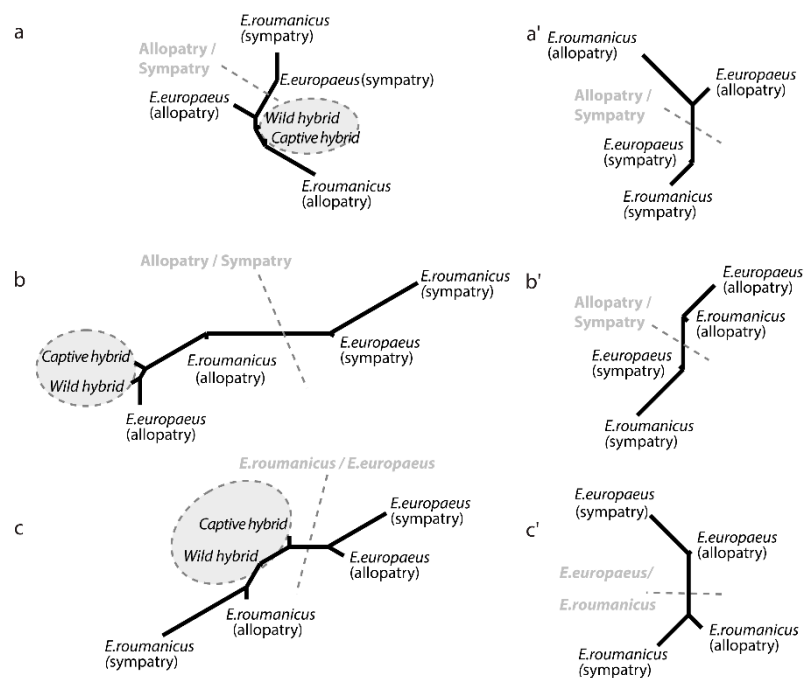 a
E.roumanicus
(sympatry)
Allopatry /
Sympatry
E.europaeus (sympatry)
E.europaeus
(allopatry)
Wild hybrid
Captive hybrid
E.roumanicus
(allopatry)
a'
E.roumanicus
(allopatry)
E.europaeus
(allopatry)
Allopatry /
Sympatry
E.europaeus
(sympatry)
E.roumanicus
(sympatry)
b
Allopatry / Sympatry
E.roumanicus
(sympatry)
Captive hybrid
Wild hybrid
E.roumanicus
(allopatry)
E.europaeus
(sympatry)
E.europaeus
(allopatry)
b'
E.europaeus
(allopatry)
Allopatry /
Sympatry
E.roumanicus
(allopatry)
E.europaeus
(sympatry)
E.roumanicus
(sympatry)
c
E.roumanicus / E.europaeus
Captive hybrid
Wild hybrid
E.europaeus
(sympatry)
E.europaeus
(allopatry)
E.roumanicus
(allopatry)
E.roumanicus
(sympatry)
c'
E.europaeus
(sympatry)
E.europaeus
(allopatry)
E.europaeus/
E.roumanicus
E.roumanicus
(allopatry)
E.roumanicus
(sympatry)